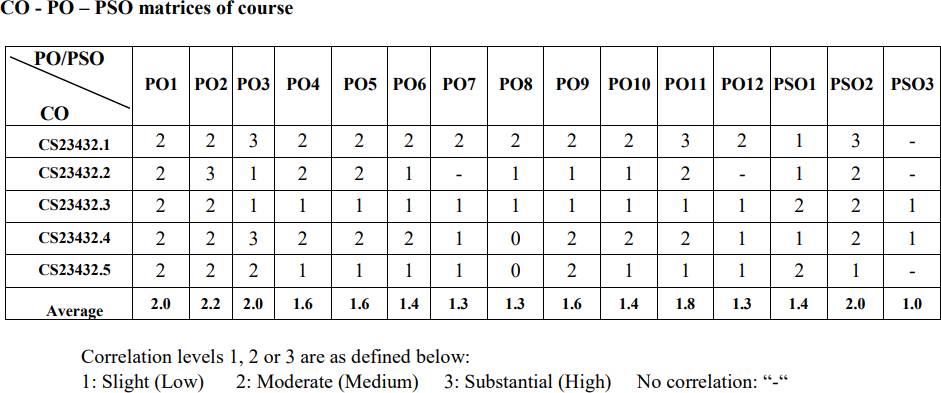 CO - PO – PSO matrices of course
PO/PSO
CO PO1 PO2 PO3 PO4 PO5 PO6 PO7 PO8 PO9 PO10 PO11 PO12 PSO1 PSO2 PSO3
CS23432.1 2 2 3 2 2 2 2 2 2 2 3 2 1 3 -
CS23432.2 2 3 1 2 2 1 - 1 1 1 2 - 1 2 -
CS23432.3 2 2 1 1 1 1 1 1 1 1 1 1 2 2 1
CS23432.4 2 2 3 2 2 2 1 0 2 2 2 1 1 2 1
CS23432.5 2 2 2 1 1 1 1 0 2 1 1 1 2 1 -
Average 2.0 2.2 2.0 1.6 1.6 1.4 1.3 1.3 1.6 1.4 1.8 1.3 1.4 2.0 1.0
Correlation levels 1, 2 or 3 are as defined below:
1: Slight (Low) 2: Moderate (Medium) 3: Substantial (High) No correlation: “-“